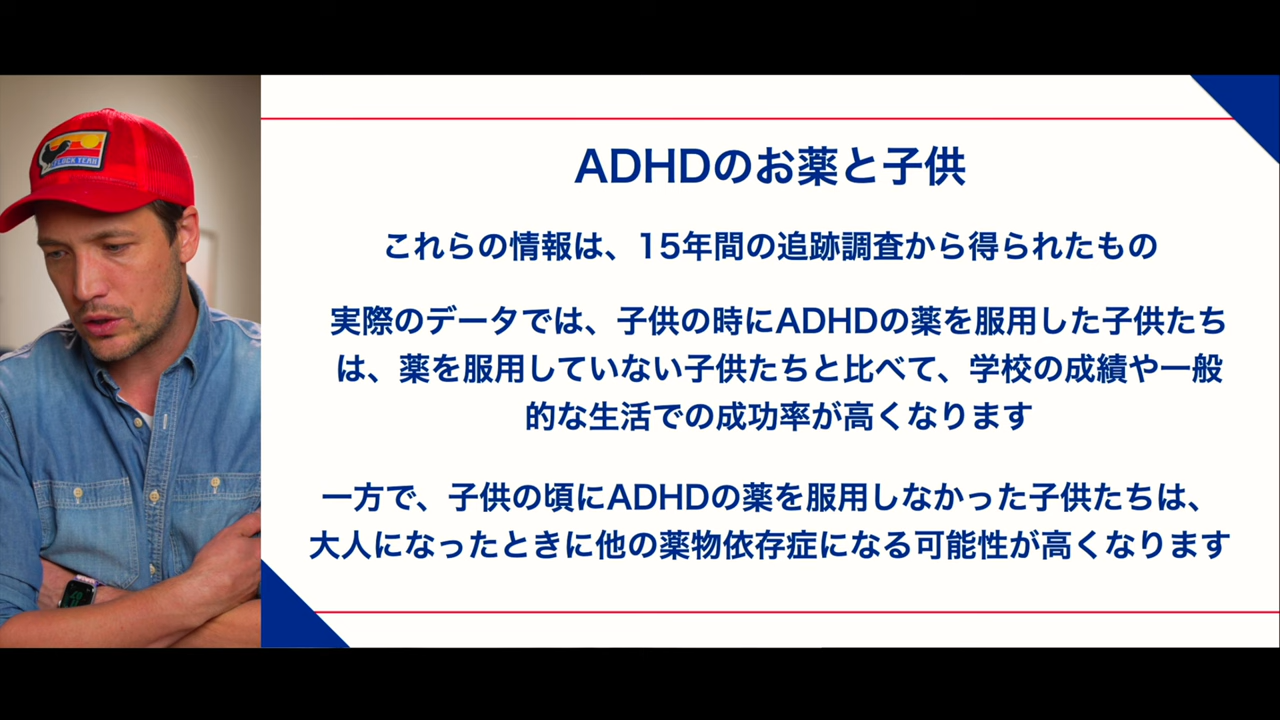 FLOCK YEAH
ADHDのお薬と子供
これらの情報は、15年間の追跡調査から得られたもの
実際のデータでは、子供の時にADHDの薬を服用した子供たち
は、薬を服用していない子供たちと比べて、学校の成績や一般
的な生活での成功率が高くなります
一方で、子供の頃にADHDの薬を服用しなかった子供たちは、
大人になったときに他の薬物依存症になる可能性が高くなります